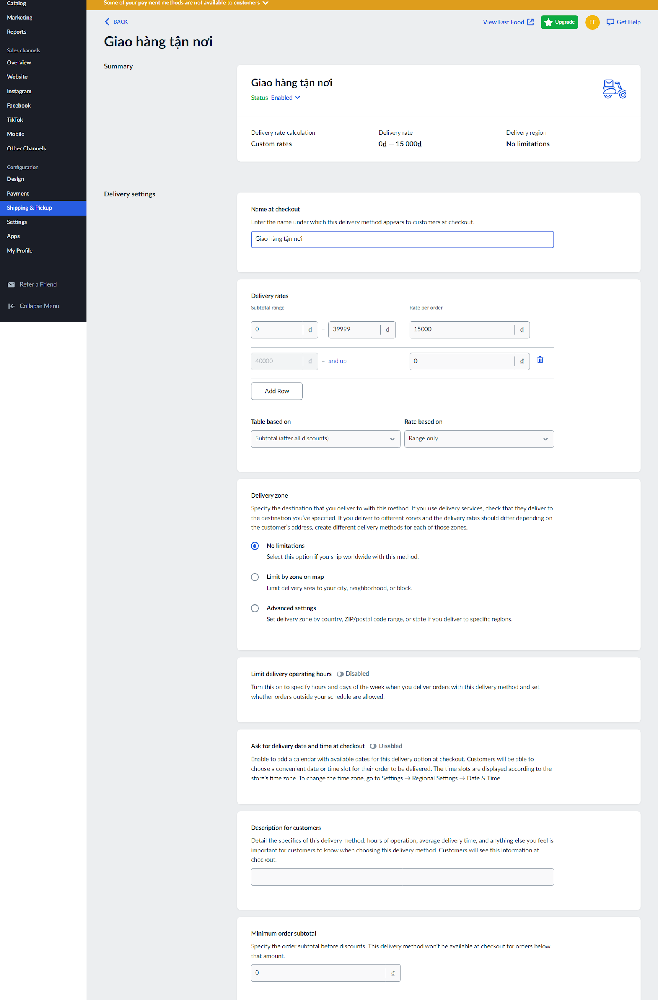 Catalog
Marketing
Reports
Sales channels
Overview
Website
Instagram
Facebook
TikTok
Mobile
Other Channels
Configuration
Design
Payment
Shipping & Pickup
Settings
Apps
My Profile
Refer a Friend
Collapse Menu
Some of your payment methods are not available to customers
BACK
View Fast Food
Upgrade
FF
Get Help
Giao hàng tận nơi
Summary
Giao hàng tận nơi
Status Enabled
Delivery rate calculation
Custom rates
Delivery rate
0₫ — 15 000₫
Delivery region
No limitations
Delivery settings
Name at checkout
Enter the name under which this delivery method appears to customers at checkout.
Giao hàng tận nơi
Delivery rates
Subtotal range Rate per order
0 ₫ – 39999 ₫ 15000 ₫
40000 ₫ – and up 0 ₫
Add Row
Table based on Rate based on
Subtotal (after all discounts) Range only
Delivery zone
Specify the destination that you deliver to with this method. If you use delivery services, check that they deliver to
the destination you've specified. If you deliver to different zones and the delivery rates should differ depending on
the customer's address, create different delivery methods for each of those zones.
No limitations
Select this option if you ship worldwide with this method.
Limit by zone on map
Limit delivery area to your city, neighborhood, or block.
Advanced settings
Set delivery zone by country, ZIP/postal code range, or state if you deliver to specific regions.
Limit delivery operating hours Disabled
Turn this on to specify hours and days of the week when you deliver orders with this delivery method and set
whether orders outside your schedule are allowed.
Ask for delivery date and time at checkout Disabled
Enable to add a calendar with available dates for this delivery option at checkout. Customers will be able to
choose a convenient date or time slot for their order to be delivered. The time slots are displayed according to the
store's time zone. To change the time zone, go to Settings → Regional Settings → Date & Time.
Description for customers
Detail the specifics of this delivery method: hours of operation, average delivery time, and anything else you feel is
important for customers to know when choosing this delivery method. Customers will see this information at
checkout.
Minimum order subtotal
Specify the order subtotal before discounts. This delivery method won't be available at checkout for orders below
that amount.
0 ₫